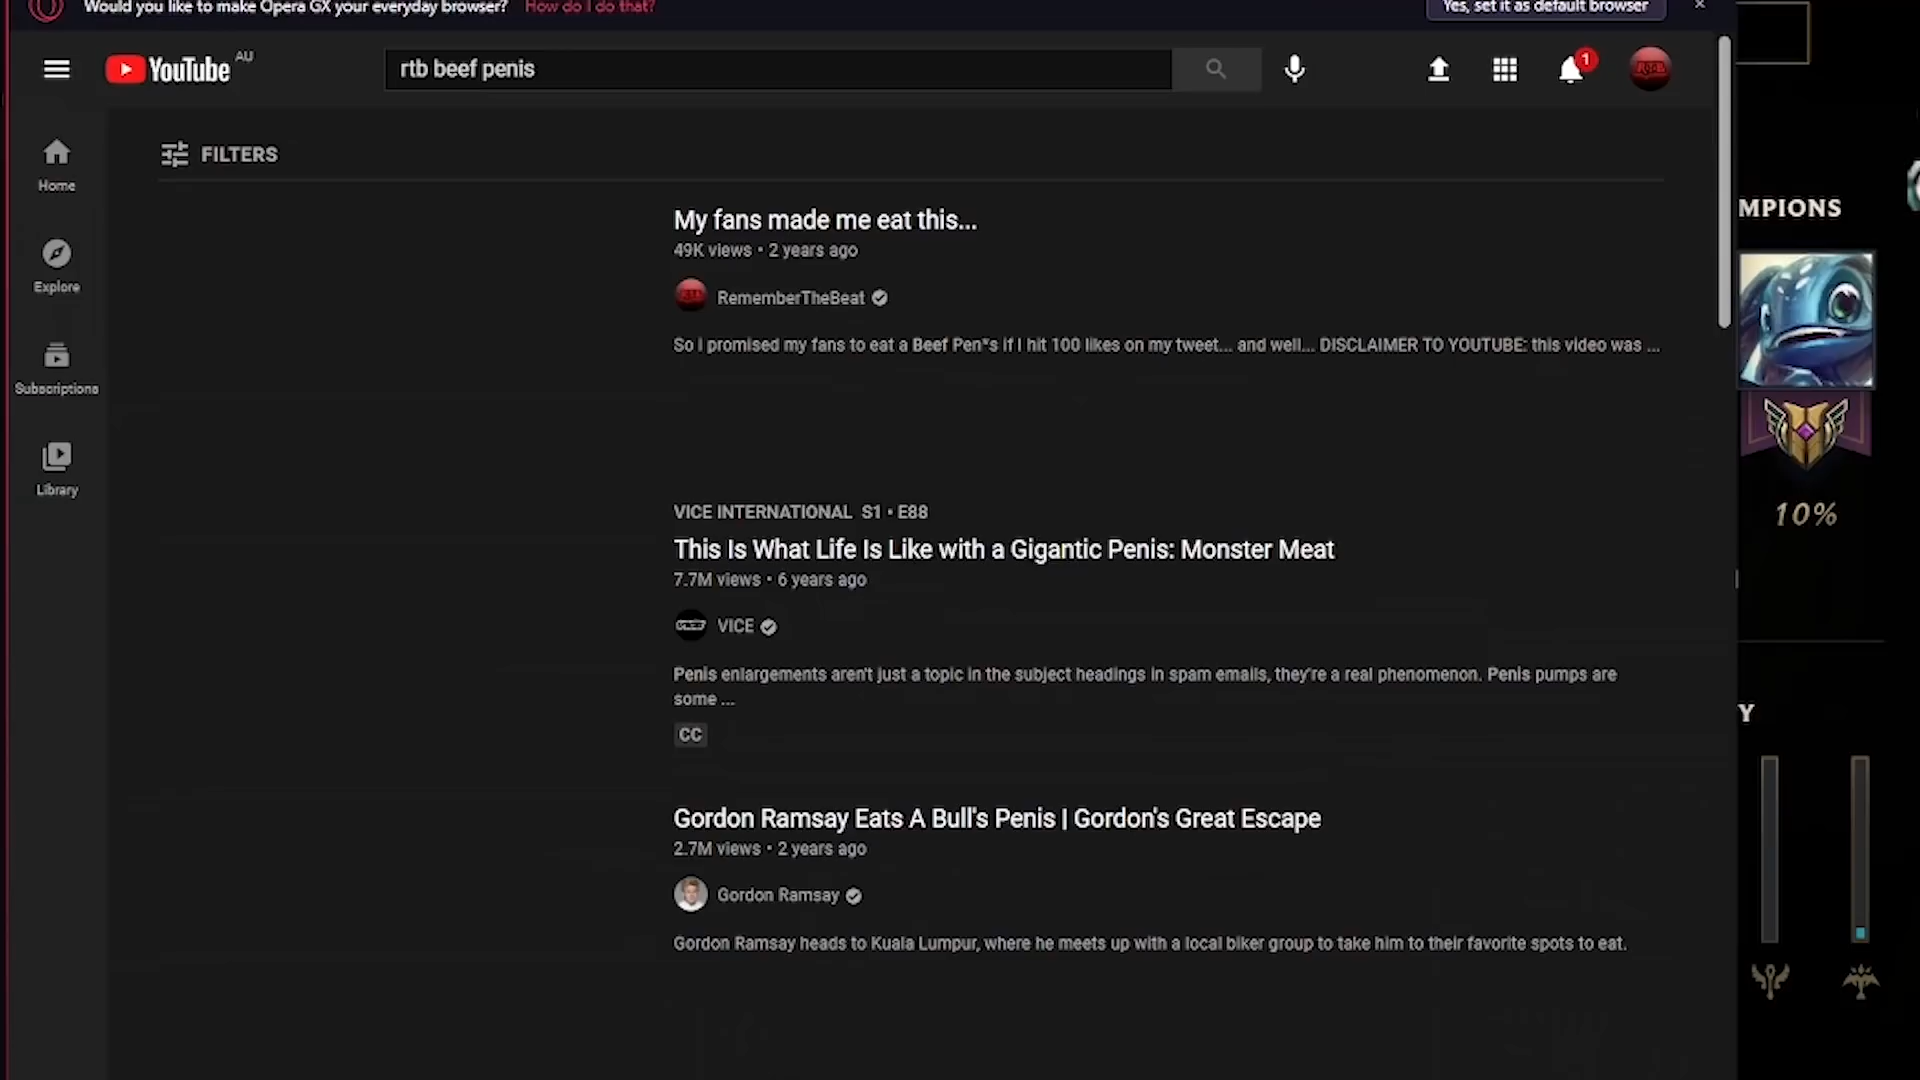 Would you like to make Opera GX your everyday browser? How do I do that? Yes, set it as default browser
YouTube AU
rtb beef penis
1
FILTERS
Home
Explore
Subscriptions
Library
My fans made me eat this...
49K views • 2 years ago
RememberTheBeat
So i promised my fans to eat a Beef Pen*s if I hit 100 likes on my tweet... and well... DISCLAIMER TO YOUTUBE: this video was ...
VICE INTERNATIONAL S1 • E88
This Is What Life Is Like with a Gigantic Penis: Monster Meat
7.7M views • 6 years ago
VICE
Penis enlargements aren't just a topic in the subject headings in spam emails, they're a real phenomenon. Penis pumps are
some ...
CC
Gordon Ramsay Eats A Bull's Penis | Gordon's Great Escape
2.7M views • 2 years ago
Gordon Ramsay
Gordon Ramsay heads to Kuala Lumpur, where he meets up with a local biker group to take him to their favorite spots to eat.
MPIONS
10%
Y